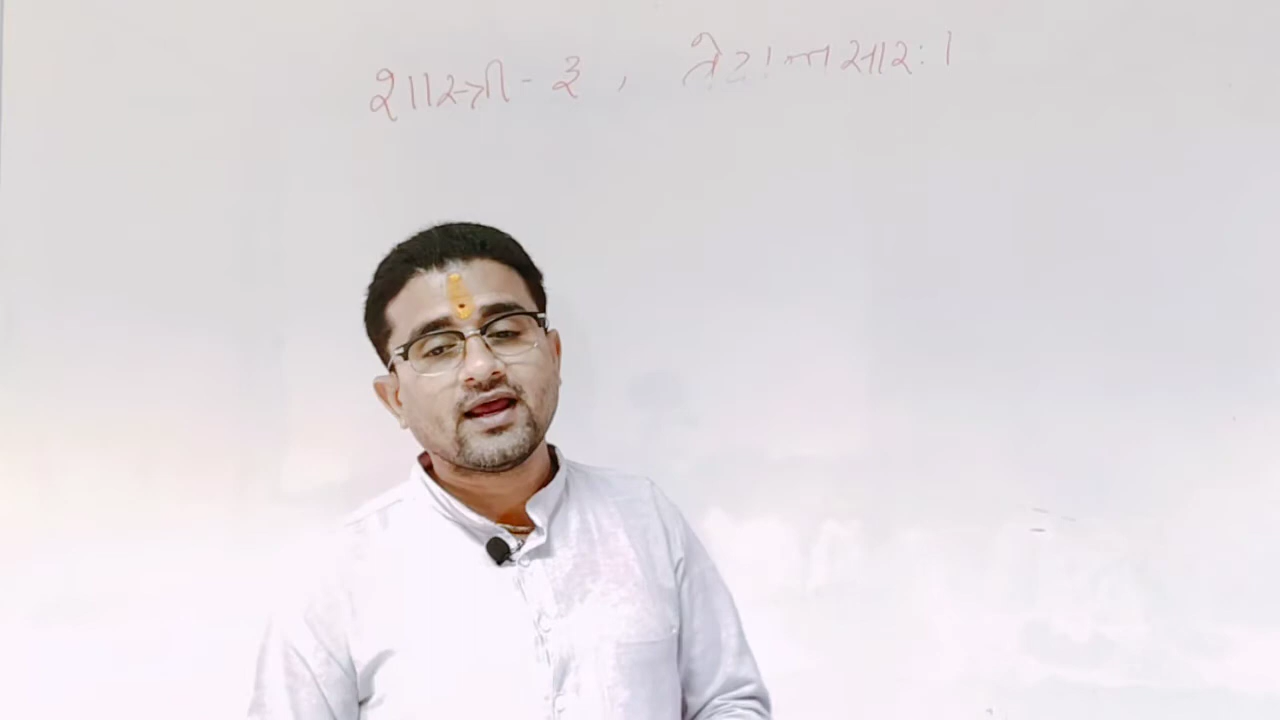 शास्त्री - ३ , वेदान्तसारः ।